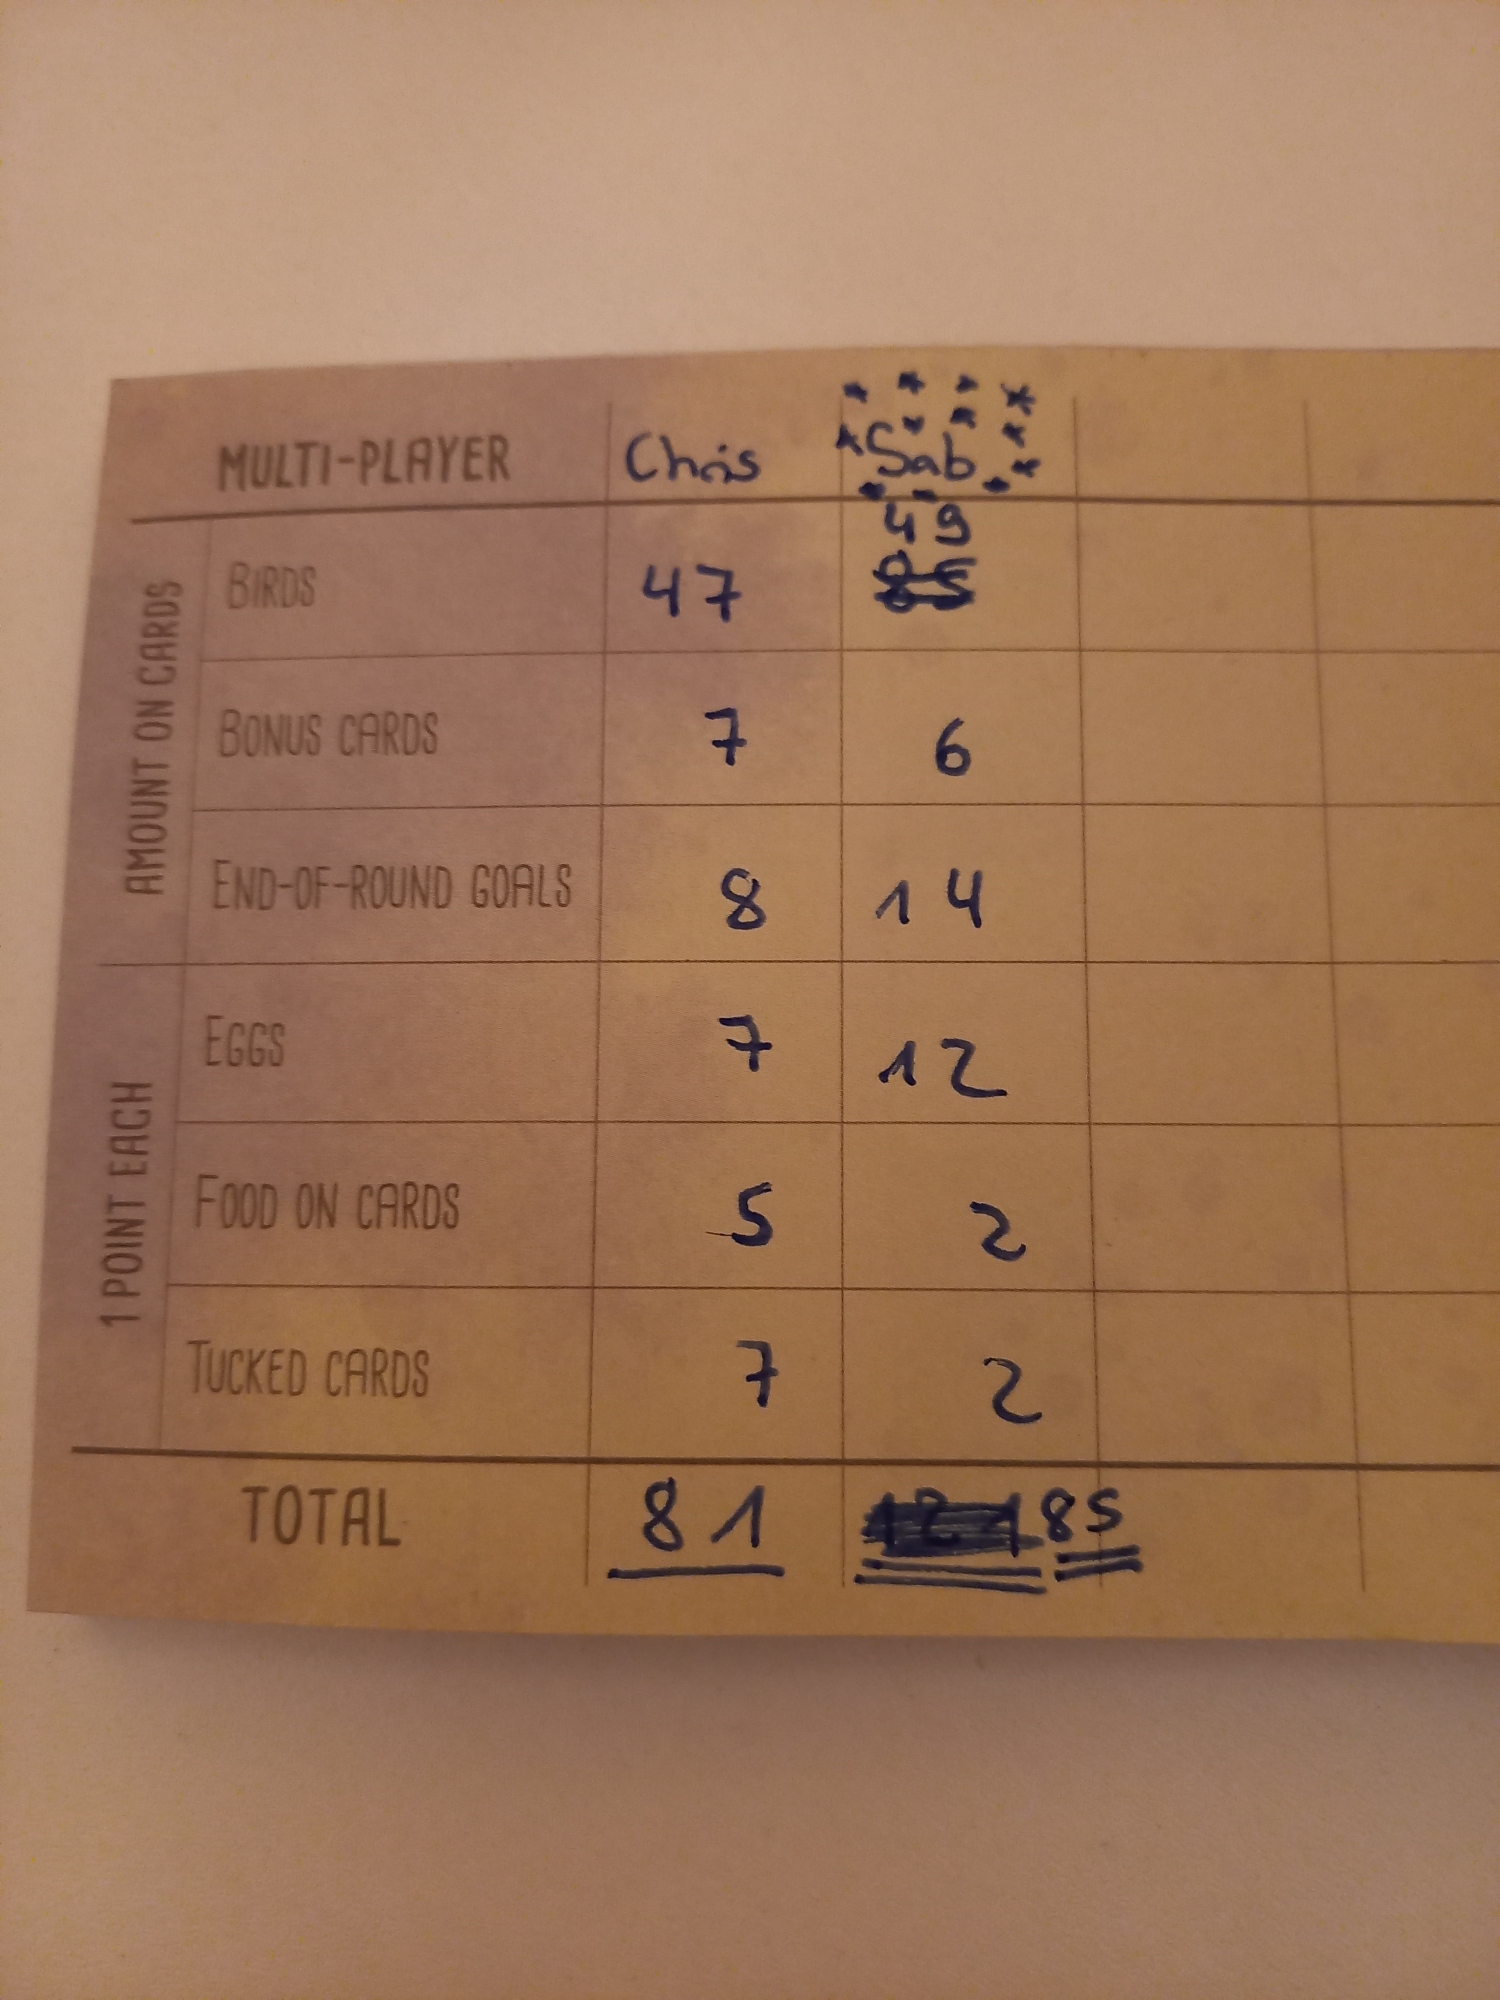 MULTI-PLAYER Chris Sab
AMOUNT ON CARDS
49
BIRDS 47 85
BONUS CARDS 7 6
END-OF-ROUND GOALS 8 14
1 POINT EACH
EGGS 7 12
FOOD ON CARDS 5 2
TUCKED CARDS 7 2
TOTAL 81 121 85